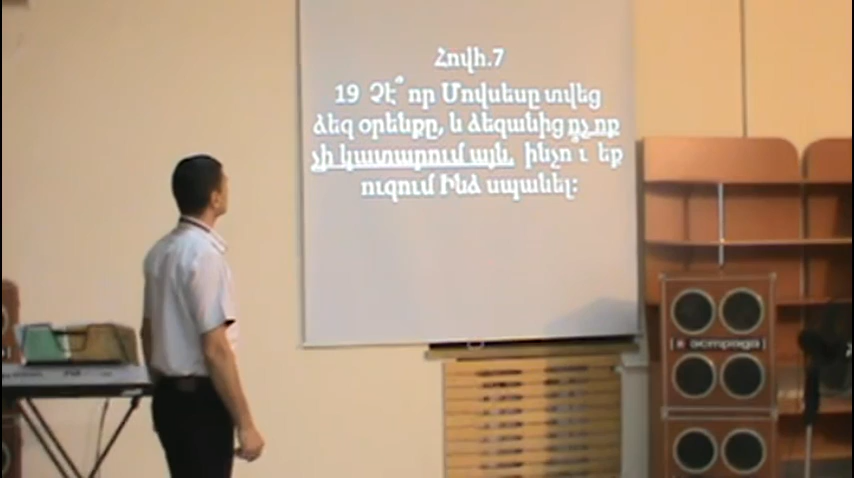 Հովհ.7
19 Չէ՞ որ Մովսեսը տվեց
ձեզ օրենքը, և ձեզանից ոչ ոք
չի կատարում այն. ինչո՞ւ եք
ուզում Ինձ սպանել:
эстрада